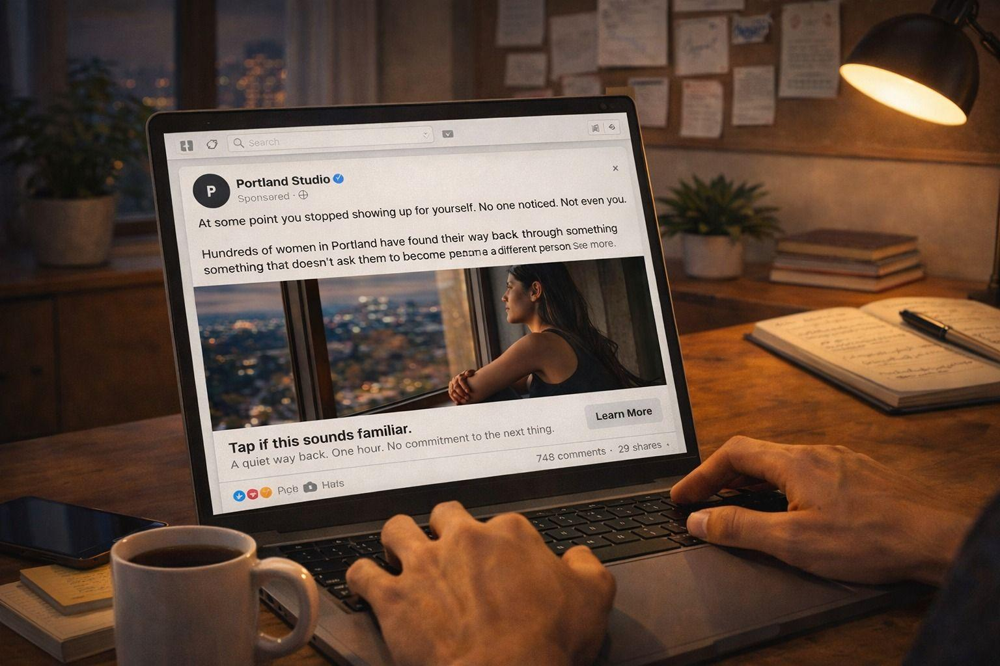 Search
P
Portland Studio
Sponsored
At some point you stopped showing up for yourself. No one noticed. Not even you.
Hundreds of women in Portland have found their way back through something
something that doesn't ask them to become a different person See more.
Tap if this sounds familiar.
A quiet way back. One hour. No commitment to the next thing.
Learn More
748 comments · 29 shares
Hats